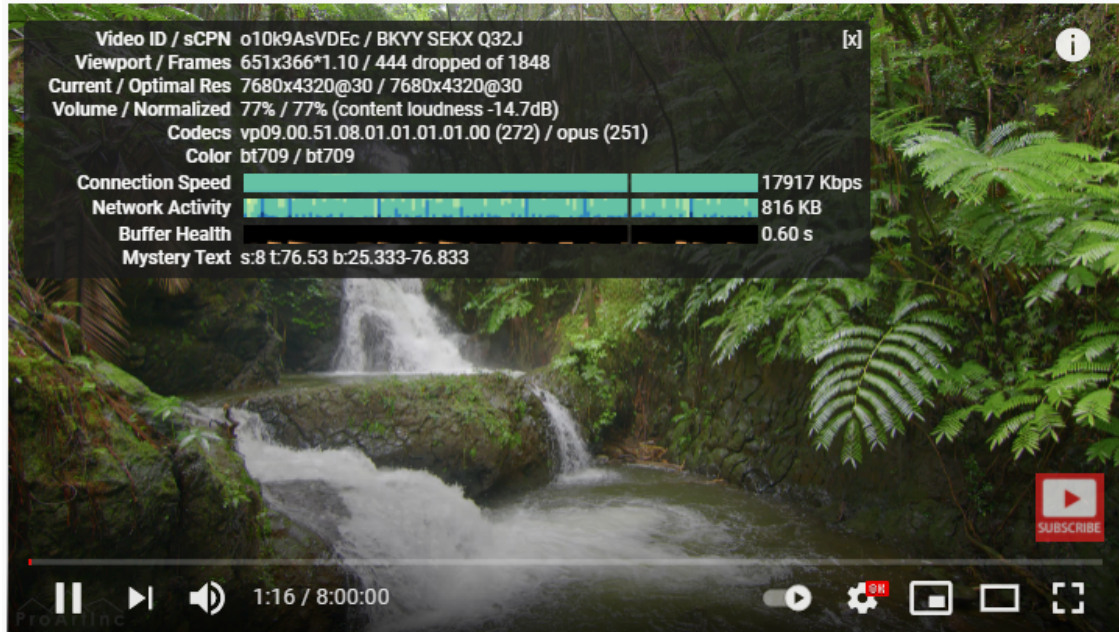 Video ID / sCPN o10k9AsVDEc / BKYY SEKX Q32J [x]
Viewport / Frames 651x366*1.10 / 444 dropped of 1848
Current / Optimal Res 7680x4320@30 / 7680x4320@30
Volume / Normalized 77% / 77% (content loudness -14.7dB)
Codecs vp09.00.51.08.01.01.01.01.00 (272) / opus (251)
Color bt709 / bt709
Connection Speed 17917 Kbps
Network Activity 816 KB
Buffer Health 0.60 s
Mystery Text s:8 t:76.53 b:25.333-76.833
SUBSCRIBE
1:16 / 8:00:00
8K
ProArtInc